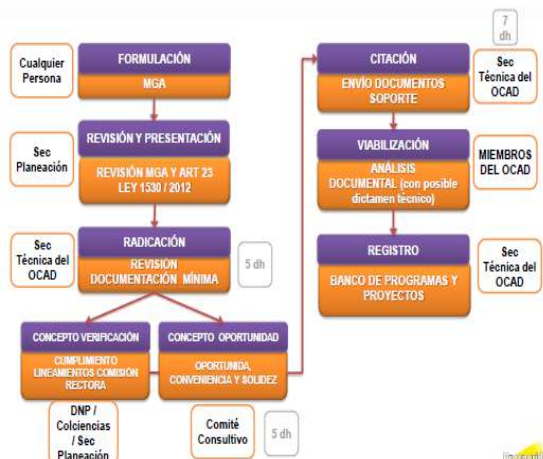 Cualquier
Persona
FORMULACIÓN
MGA
Sec
Planeación
REVISIÓN Y PRESENTACIÓN
REVISIÓN MGA Y ART 23
LEY 1530 / 2012
Sec
Técnica del
OCAD
RADICACIÓN
REVISIÓN
DOCUMENTACIÓN MÍNIMA
5 dh
CONCEPTO VERIFICACIÓN
CUMPLIMIENTO
LINEAMIENTOS COMISIÓN
RECTORA
DNP /
Colciencias
/ Sec
Planeación
CONCEPTO OPORTUNIDAD
OPORTUNIDA,
CONVENIENCIA Y SOLIDEZ
Comité
Consultivo
5 dh
7
dh
CITACIÓN
ENVÍO DOCUMENTOS
SOPORTE
Sec
Técnica del
OCAD
VIABILIZACIÓN
ANÁLISIS
DOCUMENTAL (con posible
dictamen técnico)
MIEMBROS
DEL OCAD
REGISTRO
BANCO DE PROGRAMAS Y
PROYECTOS
Sec
Técnica del
OCAD